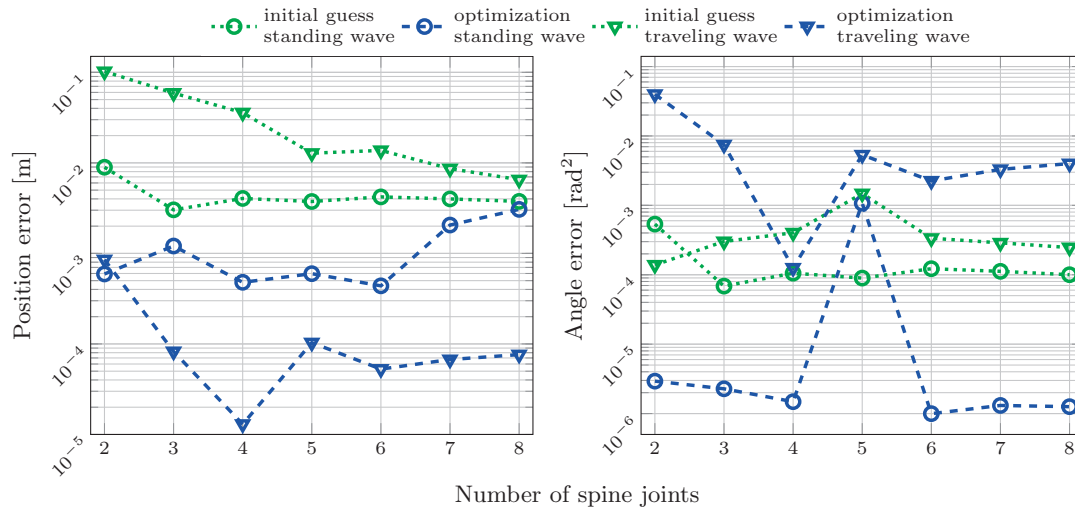 initial guess
standing wave
optimization
standing wave
initial guess
traveling wave
optimization
traveling wave
Position error [m]
10⁻¹
10⁻²
10⁻³
10⁻⁴
10⁻⁵
2 3 4 5 6 7 8
Angle error [rad²]
10⁻¹
10⁻²
10⁻³
10⁻⁴
10⁻⁵
10⁻⁶
2 3 4 5 6 7 8
Number of spine joints